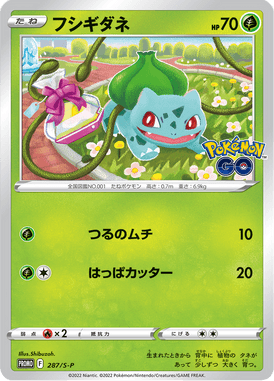 たね フシギダネ HP70
Pokémon GO
全国図鑑NO.001 たねポケモン 高さ:0.7m 重さ:6.9kg
つるのムチ 10
はっぱカッター 20
弱点 ×2 抵抗力 にげる
Illus.Shibuzoh.
PROMO F 287/S-P
生まれたときから 背中に 植物の タネが
あって 少しずつ 大きく 育つ。
©2022 Niantic. ©2022 Pokémon/Nintendo/Creatures/GAME FREAK.